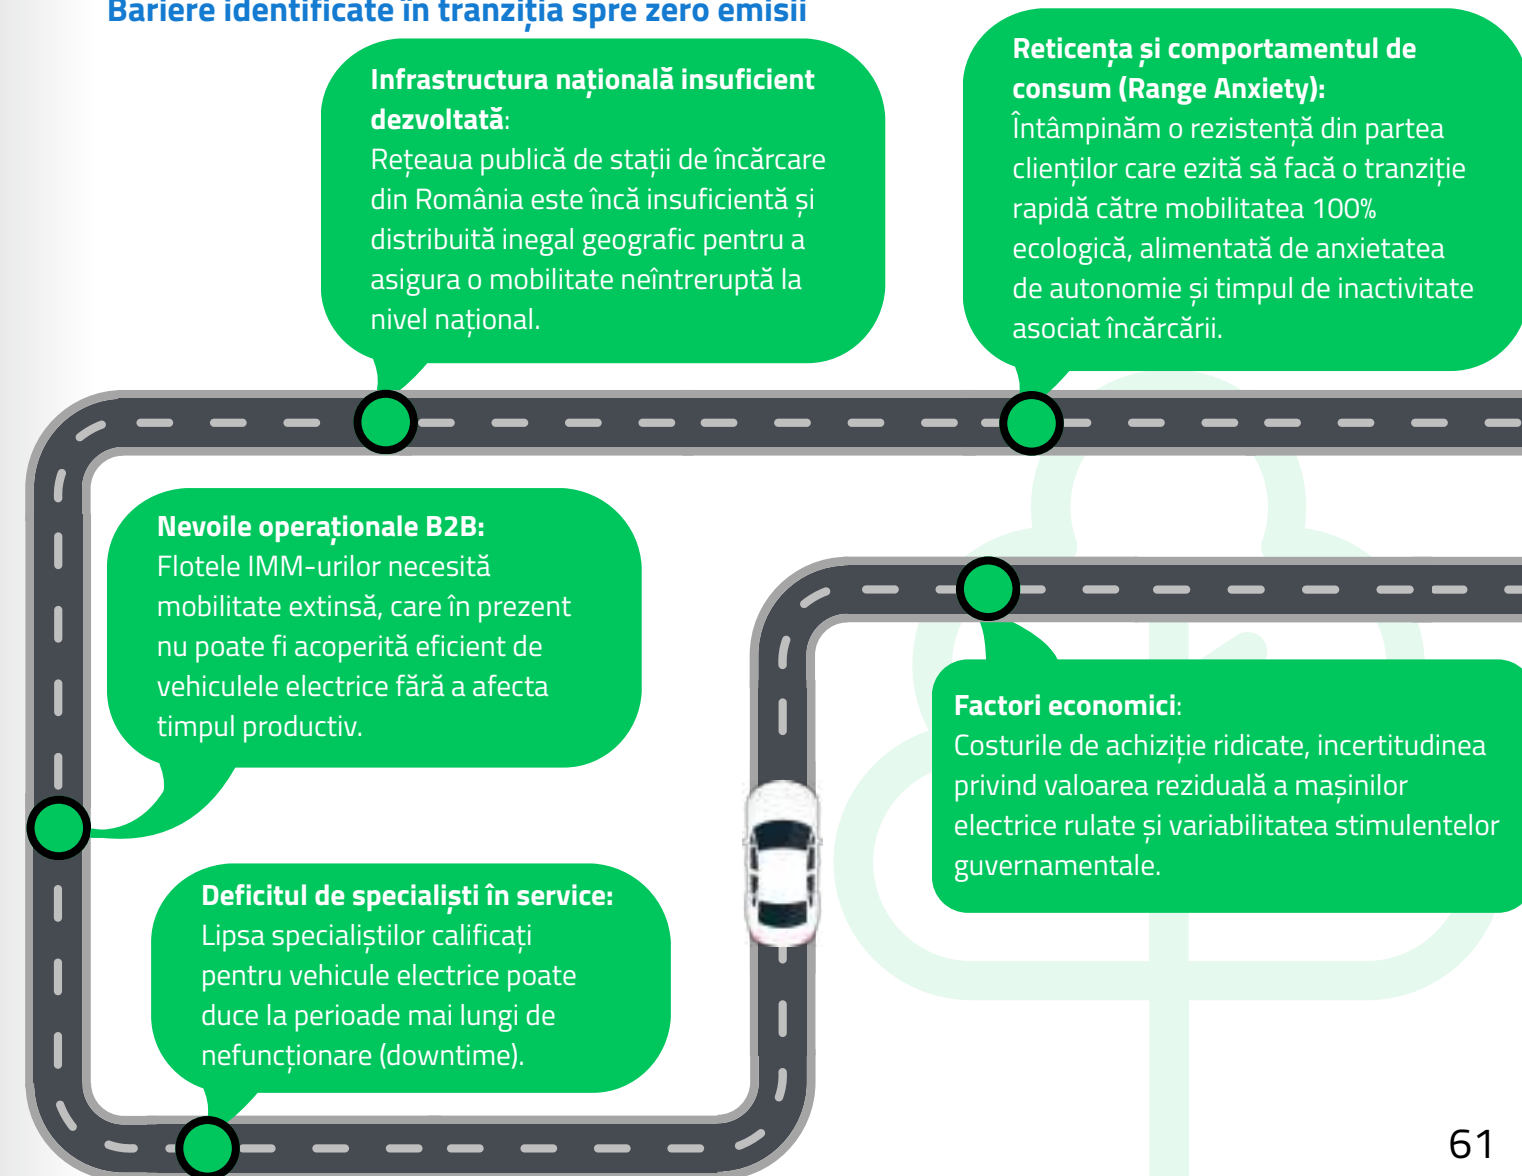 Bariere identificate în tranziția spre zero emisii
Infrastructura națională insuficient
dezvoltată:
Rețeaua publică de stații de încărcare
din România este încă insuficientă și
distribuită inegal geografic pentru a
asigura o mobilitate neîntreruptă la
nivel național.
Reticența și comportamentul de
consum (Range Anxiety):
Întâmpinăm o rezistență din partea
clienților care ezită să facă o tranziție
rapidă către mobilitatea 100%
ecologică, alimentată de anxietatea
de autonomie și timpul de inactivitate
asociat încărcării.
Nevoile operaționale B2B:
Flotele IMM-urilor necesită
mobilitate extinsă, care în prezent
nu poate fi acoperită eficient de
vehiculele electrice fără a afecta
timpul productiv.
Factori economici:
Costurile de achiziție ridicate, incertitudinea
privind valoarea reziduală a mașinilor
electrice rulate și variabilitatea stimulentelor
guvernamentale.
Deficitul de specialiști în service:
Lipsa specialiștilor calificați
pentru vehicule electrice poate
duce la perioade mai lungi de
nefuncționare (downtime).
61